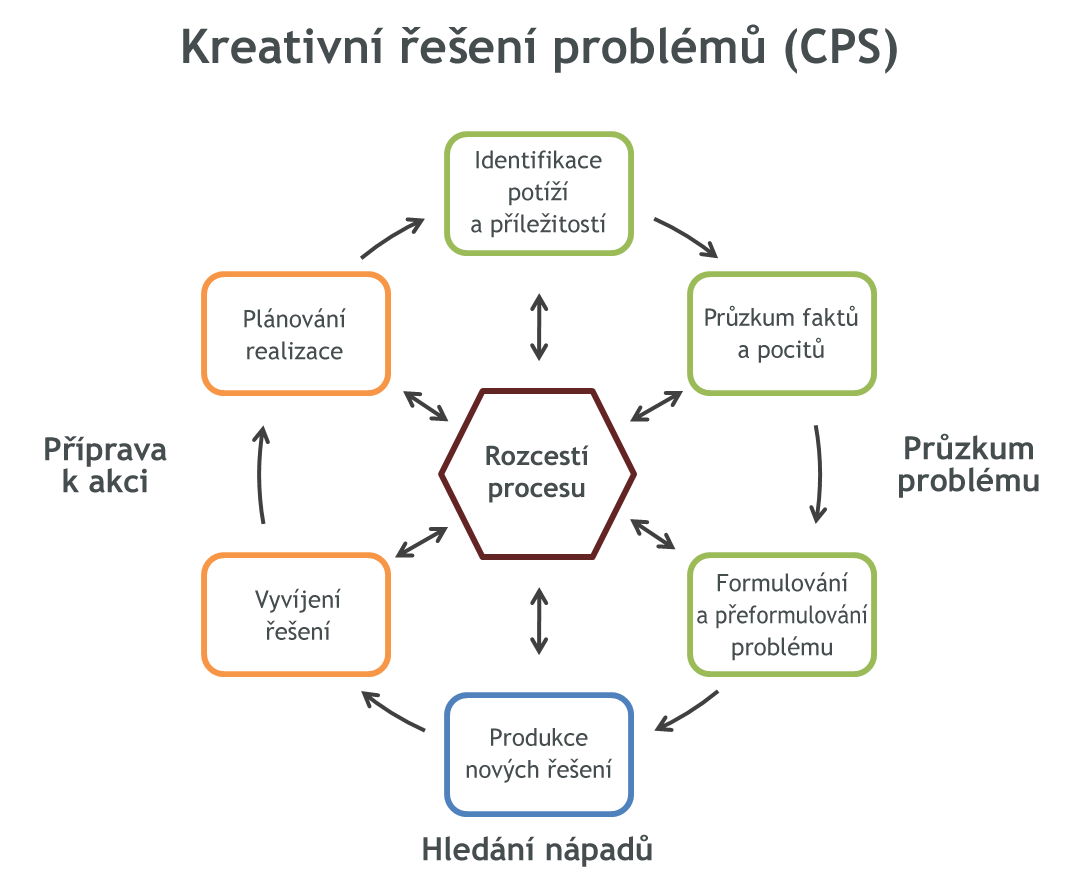 Kreativní řešení problémů (CPS)
Identifikace
potíží
a příležitostí
Průzkum faktů
a pocitů
Průzkum
problému
Formulování
a přeformulování
problému
Produkce
nových řešení
Hledání nápadů
Vyvíjení
řešení
Příprava
k akci
Plánování
realizace
Rozcestí
procesu